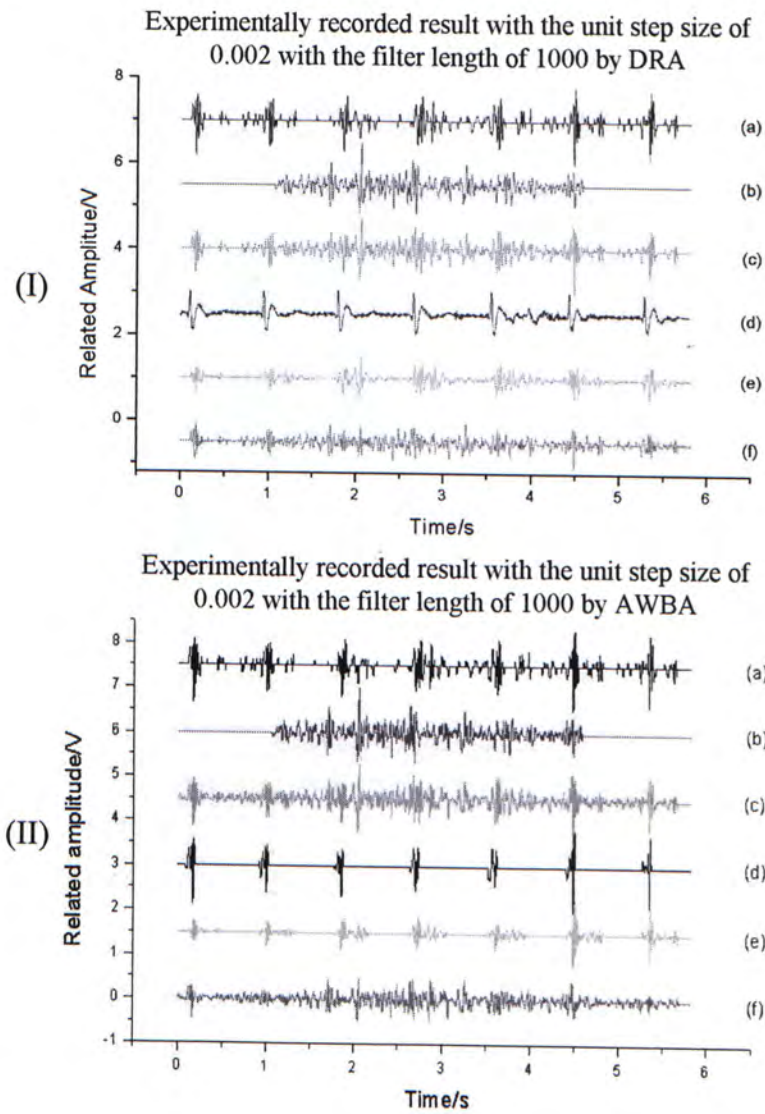 Experimentally recorded result with the unit step size of
0.002 with the filter length of 1000 by DRA
(I)
Related Amplitue/V
8
6
4
2
0
(a)
(b)
(c)
(d)
(e)
(f)
0 1 2 3 4 5 6
Time/s
Experimentally recorded result with the unit step size of
0.002 with the filter length of 1000 by AWBA
(II)
Related amplitude/V
8
7
6
5
4
3
2
1
0
-1
(a)
(b)
(c)
(d)
(e)
(f)
0 1 2 3 4 5 6
Time/s